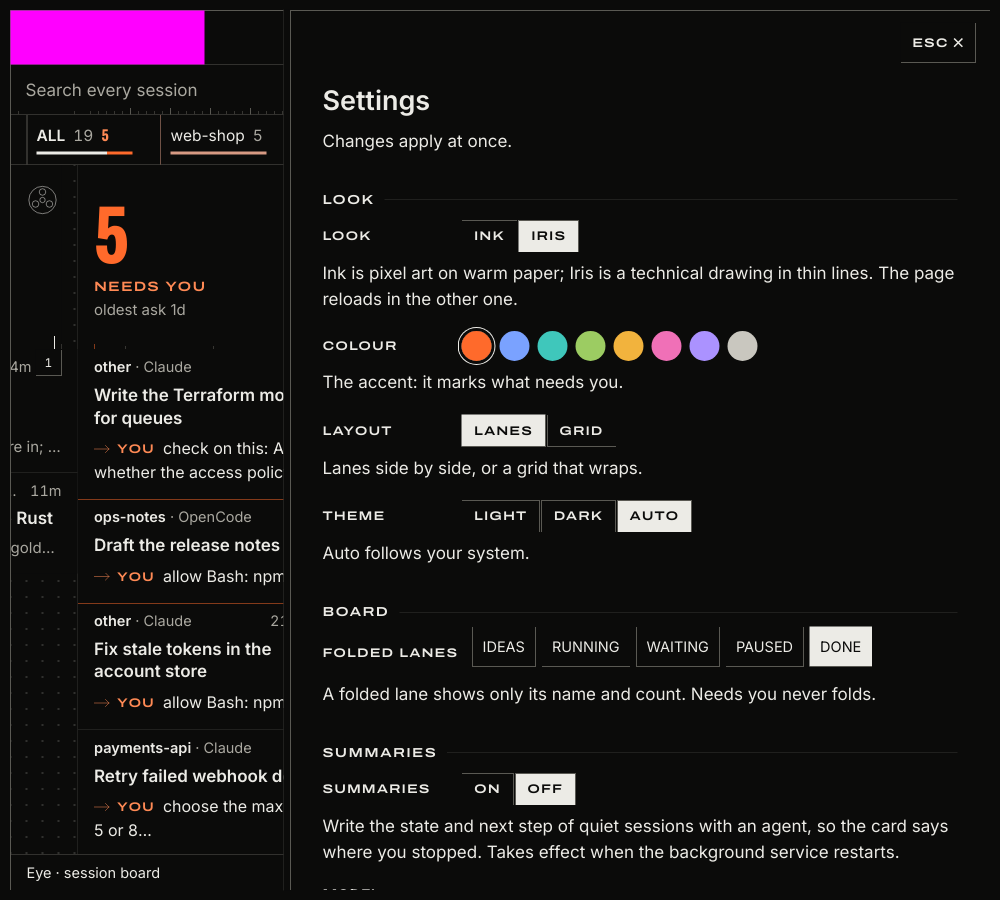 Search every session
ALL 19 5
web-shop 5
5
NEEDS YOU
oldest ask 1d
4m 1
other · Claude
Write the Terraform mo
for queues
→ YOU check on this: A
whether the access polic
re in; ...
. 11m
Rust
gold...
ops-notes · OpenCode
Draft the release notes
→ YOU allow Bash: npm
other · Claude 21
Fix stale tokens in the
account store
→ YOU allow Bash: npm
payments-api · Claude
Retry failed webhook d
→ YOU choose the max
5 or 8...
Eye · session board
ESC ×
Settings
Changes apply at once.
LOOK
LOOK INK IRIS
Ink is pixel art on warm paper; Iris is a technical drawing in thin lines. The page
reloads in the other one.
COLOUR
The accent: it marks what needs you.
LAYOUT LANES GRID
Lanes side by side, or a grid that wraps.
THEME LIGHT DARK AUTO
Auto follows your system.
BOARD
FOLDED LANES IDEAS RUNNING WAITING PAUSED DONE
A folded lane shows only its name and count. Needs you never folds.
SUMMARIES
SUMMARIES ON OFF
Write the state and next step of quiet sessions with an agent, so the card says
where you stopped. Takes effect when the background service restarts.